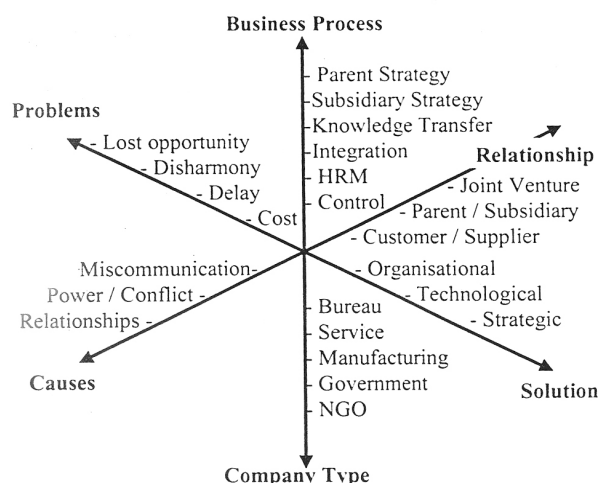 Business Process
- Parent Strategy
- Subsidiary Strategy
- Knowledge Transfer
- Integration
- HRM
- Control
Problems
- Lost opportunity
- Disharmony
- Delay
- Cost
Relationship
- Joint Venture
- Parent / Subsidiary
- Customer / Supplier
Miscommunication-
Power / Conflict -
Relationships -
Causes
- Organisational
- Technological
- Strategic
Solution
- Bureau
- Service
- Manufacturing
- Government
- NGO
Company Type